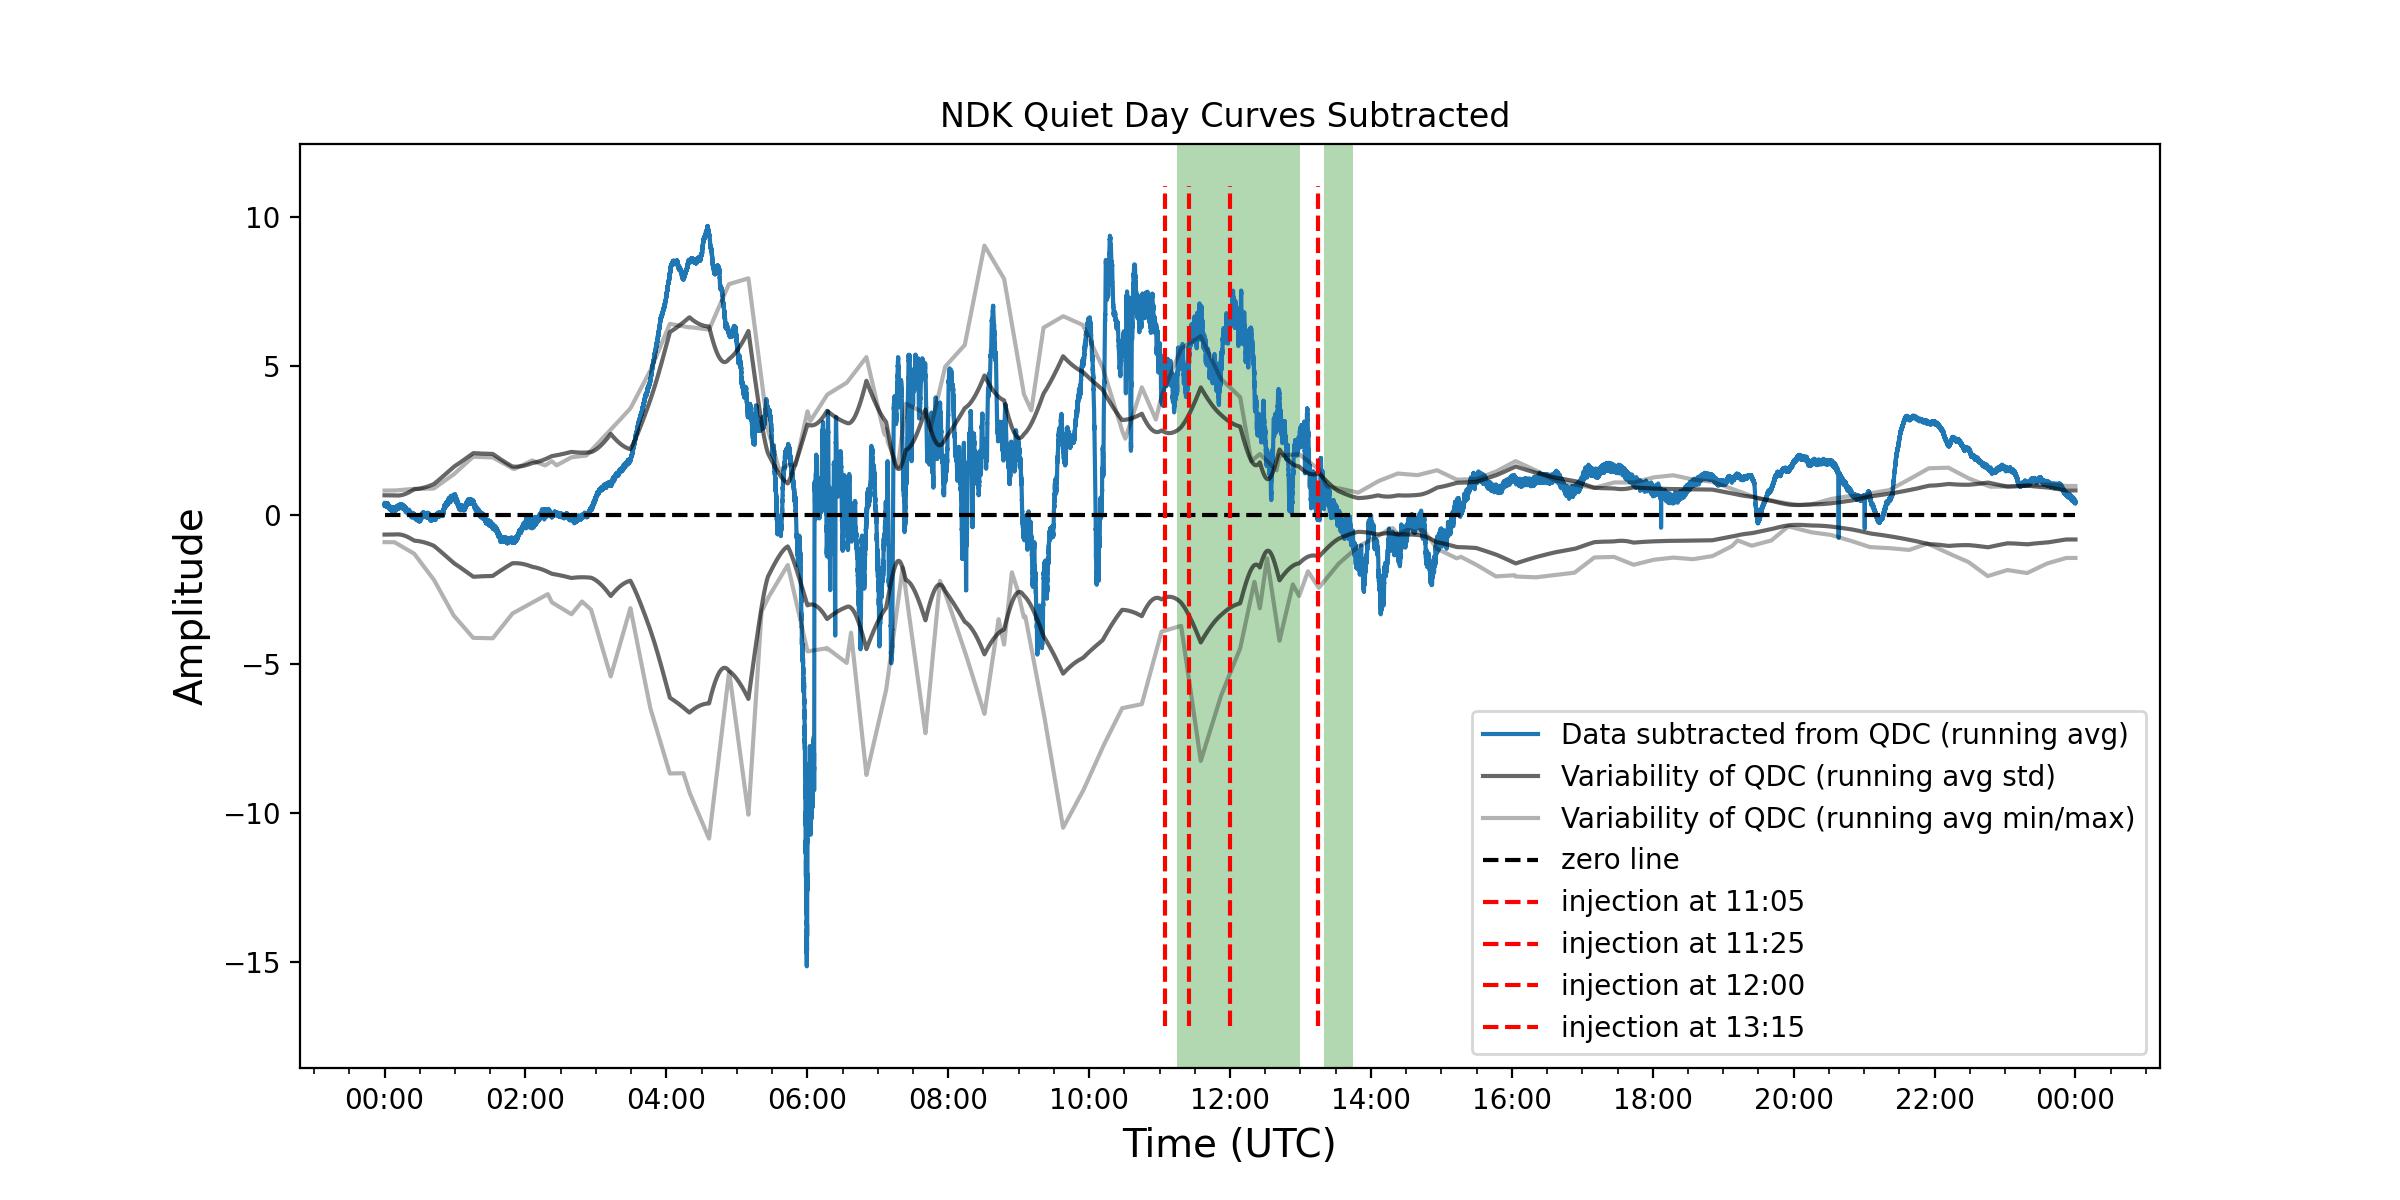 NDK Quiet Day Curves Subtracted
Amplitude
10
5
0
−5
−10
−15
Data subtracted from QDC (running avg)
Variability of QDC (running avg std)
Variability of QDC (running avg min/max)
zero line
injection at 11:05
injection at 11:25
injection at 12:00
injection at 13:15
00:00 02:00 04:00 06:00 08:00 10:00 12:00 14:00 16:00 18:00 20:00 22:00 00:00
Time (UTC)